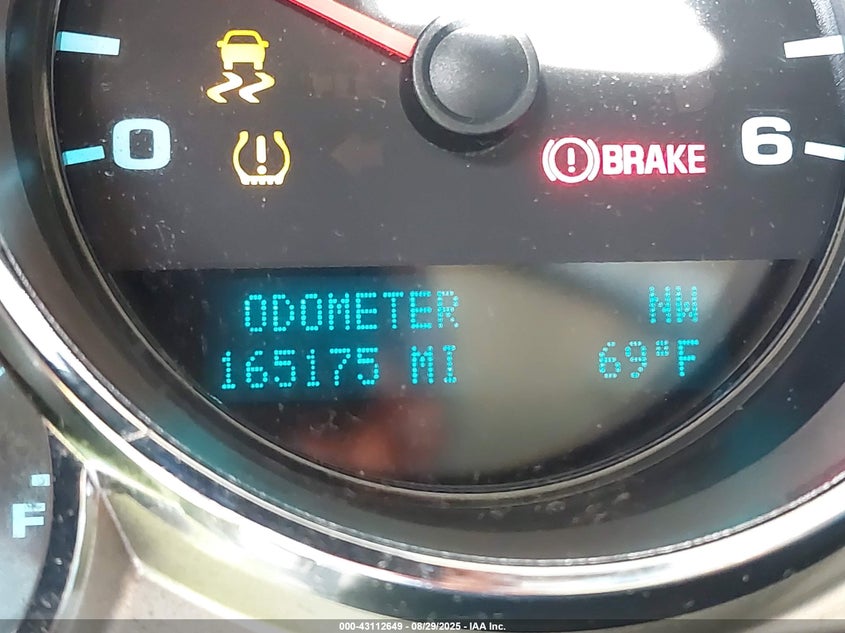 0
BRAKE
6
ODOMETER NW
165175 MI 69°F
F
000-43112649 - 08/29/2025 - IAA Inc.